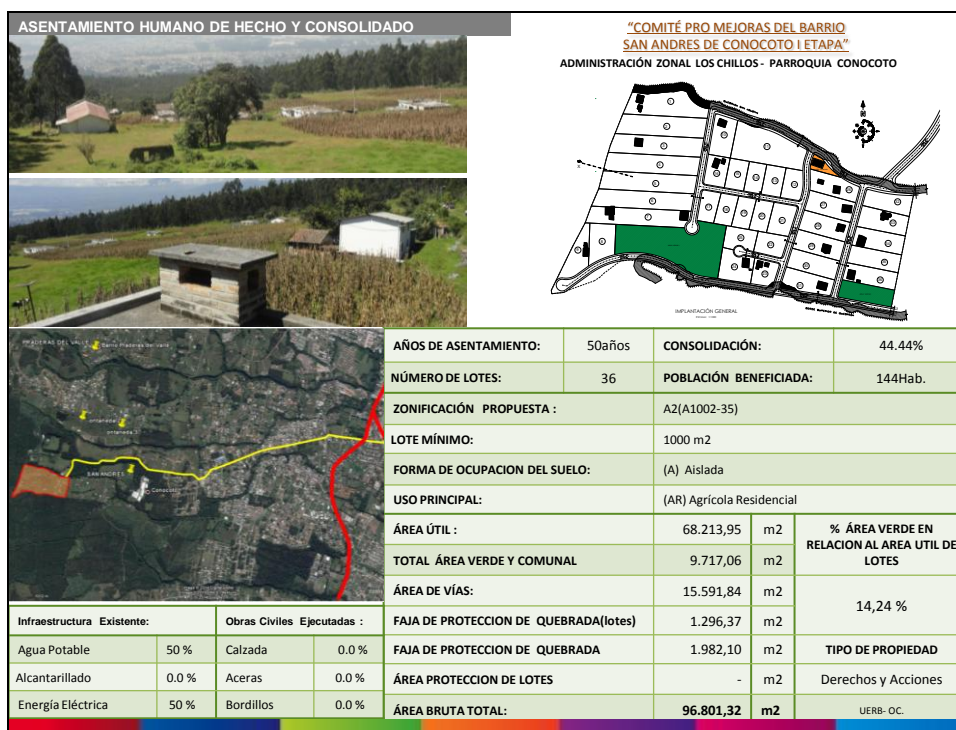 ASENTAMIENTO HUMANO DE HECHO Y CONSOLIDADO
“COMITÉ PRO MEJORAS DEL BARRIO
SAN ANDRES DE CONOCOTO I ETAPA”
ADMINISTRACIÓN ZONAL LOS CHILLOS - PARROQUIA CONOCOTO
N
IMPLANTACIÓN GENERAL
PRADERAS DEL VALLE
Barrio Praderas del valle
SAN ANDRES
Conocoto
AÑOS DE ASENTAMIENTO: 50años CONSOLIDACIÓN: 44.44%
NÚMERO DE LOTES: 36 POBLACIÓN BENEFICIADA: 144Hab.
ZONIFICACIÓN PROPUESTA : A2(A1002-35)
LOTE MÍNIMO: 1000 m2
FORMA DE OCUPACION DEL SUELO: (A) Aislada
USO PRINCIPAL: (AR) Agrícola Residencial
ÁREA ÚTIL : 68.213,95 m2
% ÁREA VERDE EN
RELACION AL AREA UTIL DE
LOTES
TOTAL ÁREA VERDE Y COMUNAL 9.717,06 m2
ÁREA DE VÍAS: 15.591,84 m2
14,24 %
FAJA DE PROTECCION DE QUEBRADA(lotes) 1.296,37 m2
FAJA DE PROTECCION DE QUEBRADA 1.982,10 m2 TIPO DE PROPIEDAD
ÁREA PROTECCION DE LOTES - m2 Derechos y Acciones
ÁREA BRUTA TOTAL: 96.801,32 m2 UERB- OC.
Infraestructura Existente: Obras Civiles Ejecutadas :
Agua Potable 50 % Calzada 0.0 %
Alcantarillado 0.0 % Aceras 0.0 %
Energía Eléctrica 50 % Bordillos 0.0 %